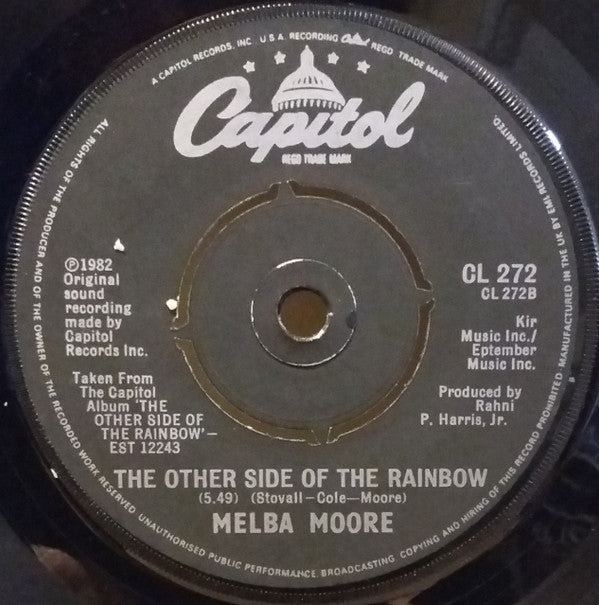 A CAPITOL RECORDS, INC U.S.A. RECORDING Capitol REGD TRADE MARK
Capitol
REGD TRADE MARK
ALL RIGHTS OF THE PRODUCER AND OF THE OWNER OF THE RECORDED WORK RESERVED. UNAUTHORISED PUBLIC PERFORMANCE, BROADCASTING, COPYING AND HIRING OF THIS RECORD PROHIBITED. MANUFACTURED IN THE UK BY EMI RECORDS LIMITED.
℗1982
Original
sound
recording
made by
Capitol
Records Inc.
CL 272
CL 272B
Kir
Music Inc./
Eptember
Music Inc.
Taken From
The Capitol
Album 'THE
OTHER SIDE OF
THE RAINBOW'–
EST 12243
Produced by
Rahni
P. Harris, Jr.
THE OTHER SIDE OF THE RAINBOW
(5.49) (Stovall–Cole–Moore)
MELBA MOORE